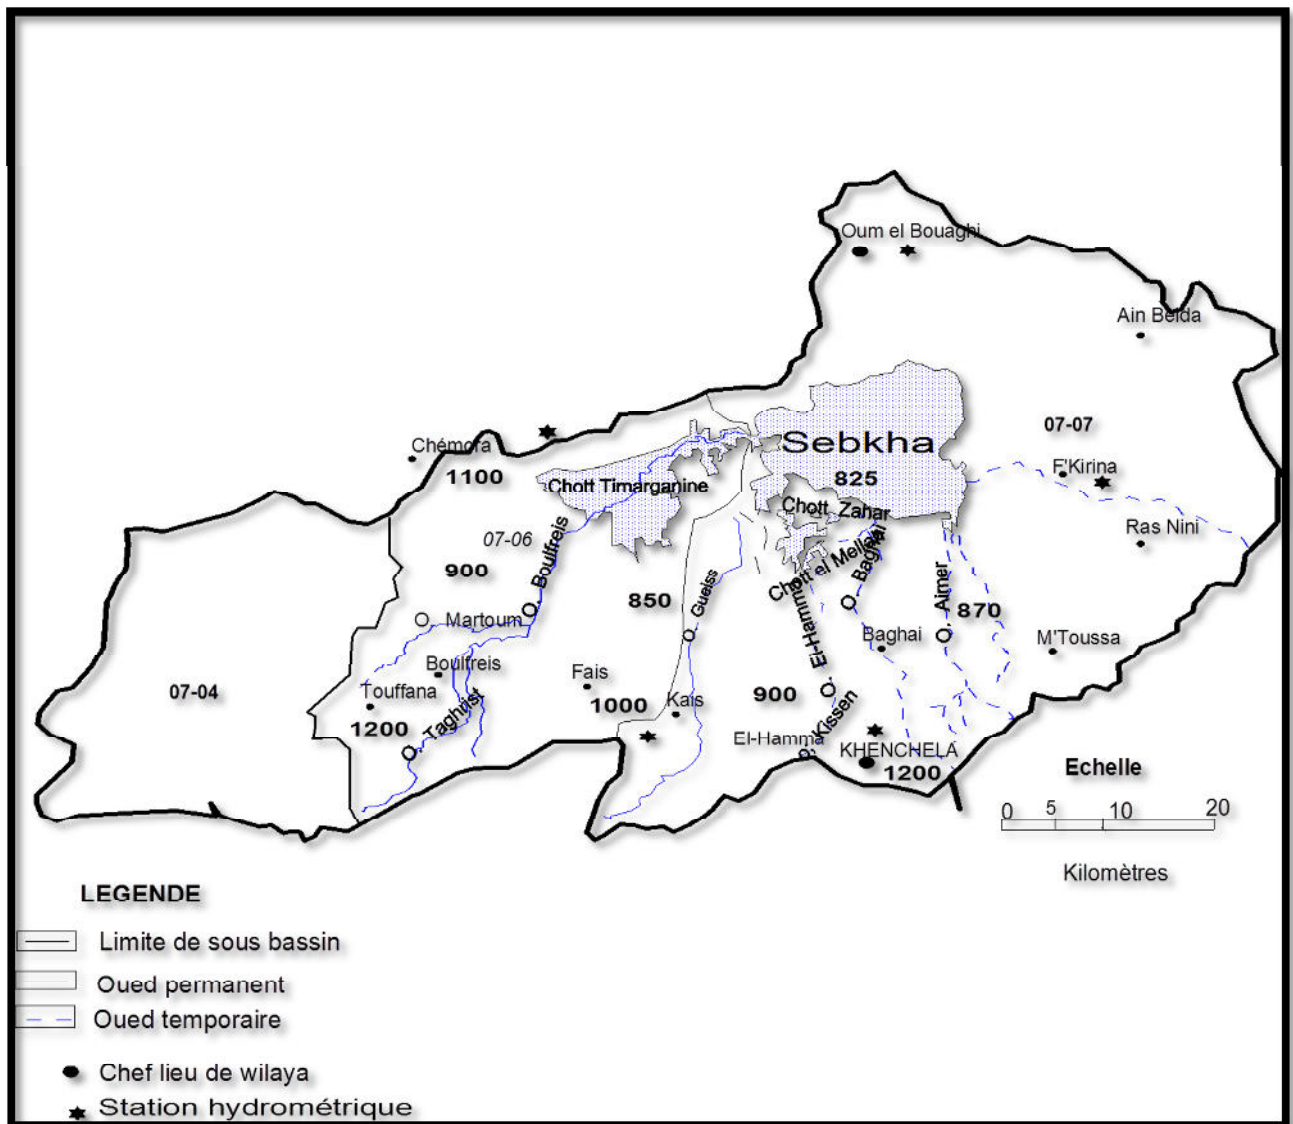 Oum el Bouaghi
Ain Beida
07-07
Chémora
1100
Sebkha
825
F'Kirina
Chott Timarganine
Chott Zahar
Ras Nini
07-06
900
O. Boulfreis
Chott el Mellah
O. Baghai
850
O. Gueiss
O. El-Hammam
O. Aimer
870
O. Martoum
Baghai
M'Toussa
Boulfreis
Fais
07-04
Touffana
1000
Kais
900
1200
O. Taghrist
El-Hamma
O. Kissen
KHENCHELA
1200
Echelle
0 5 10 20
Kilomètres
LEGENDE
Limite de sous bassin
Oued permanent
Oued temporaire
Chef lieu de wilaya
Station hydrométrique